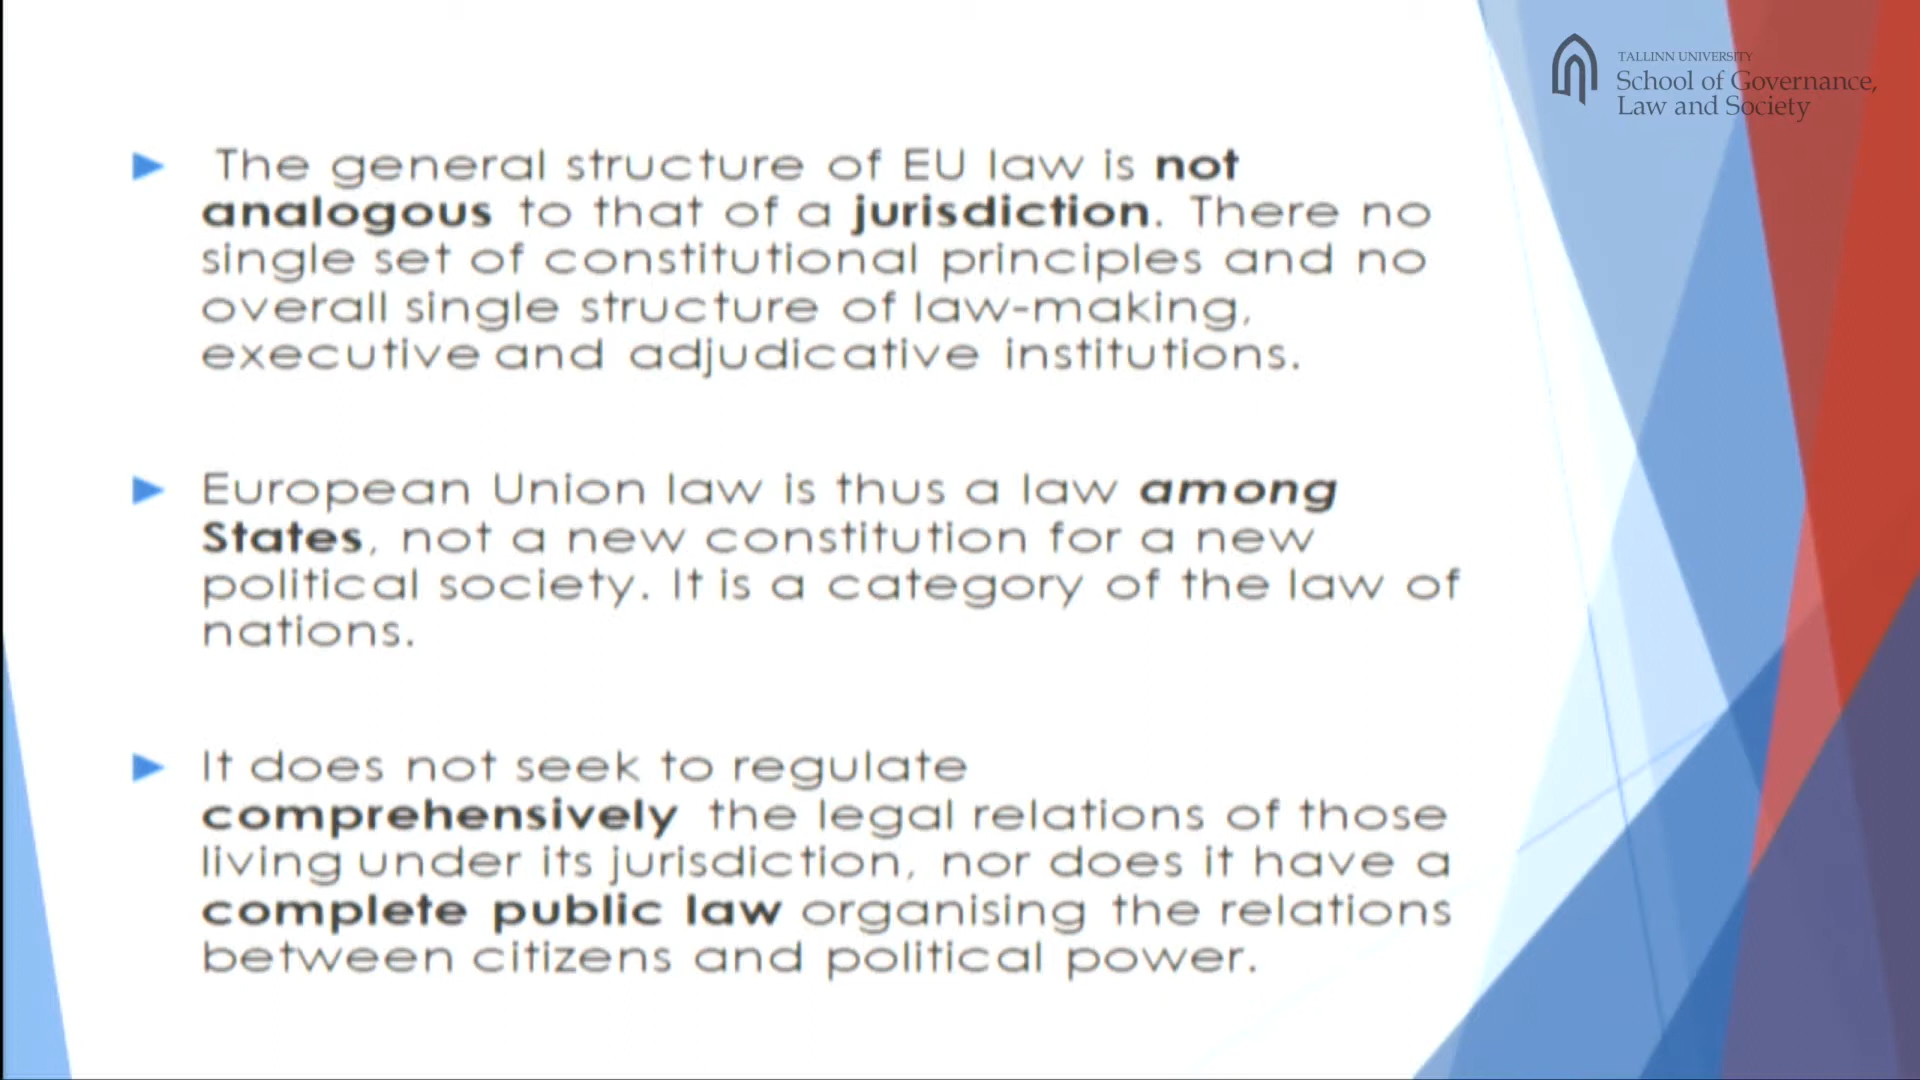 TALLINN UNIVERSITY
School of Governance,
Law and Society
The general structure of EU law is not
analogous to that of a jurisdiction. There no
single set of constitutional principles and no
overall single structure of law-making,
executive and adjudicative institutions.
European Union law is thus a law among
States, not a new constitution for a new
political society. It is a category of the law of
nations.
It does not seek to regulate
comprehensively the legal relations of those
living under its jurisdiction, nor does it have a
complete public law organising the relations
between citizens and political power.